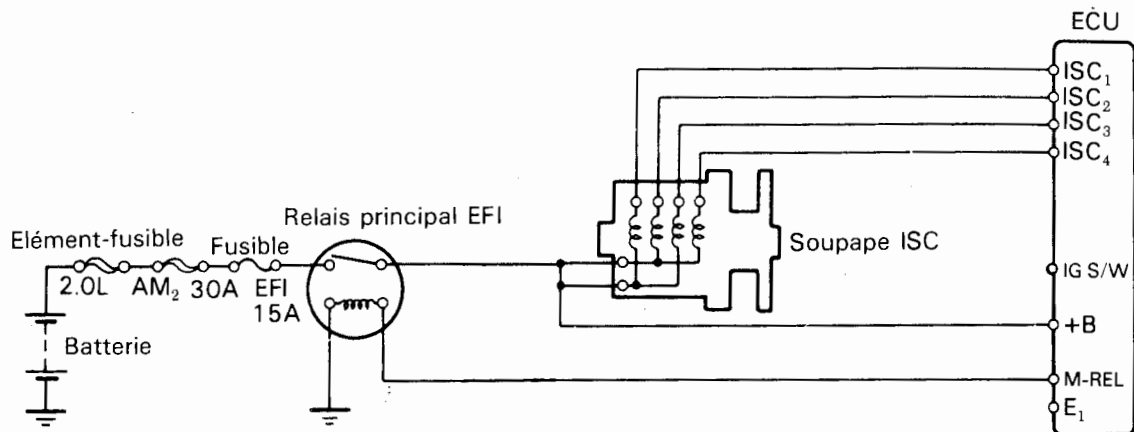 ECU
ISC₁
ISC₂
ISC₃
ISC₄
Relais principal EFI
Elément-fusible
Fusible
Soupape ISC
2.0L
AM₂
30A
EFI
15A
IG S/W
Batterie
+B
M-REL
E₁